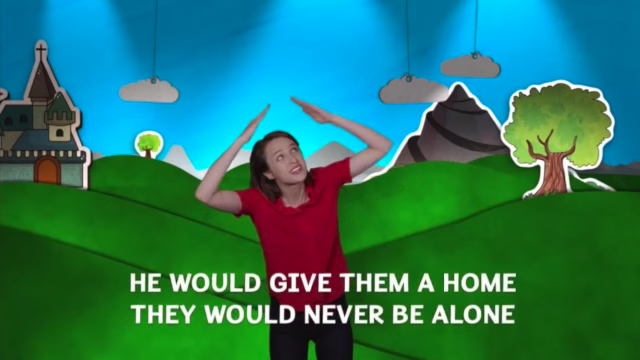 HE WOULD GIVE THEM A HOME
THEY WOULD NEVER BE ALONE